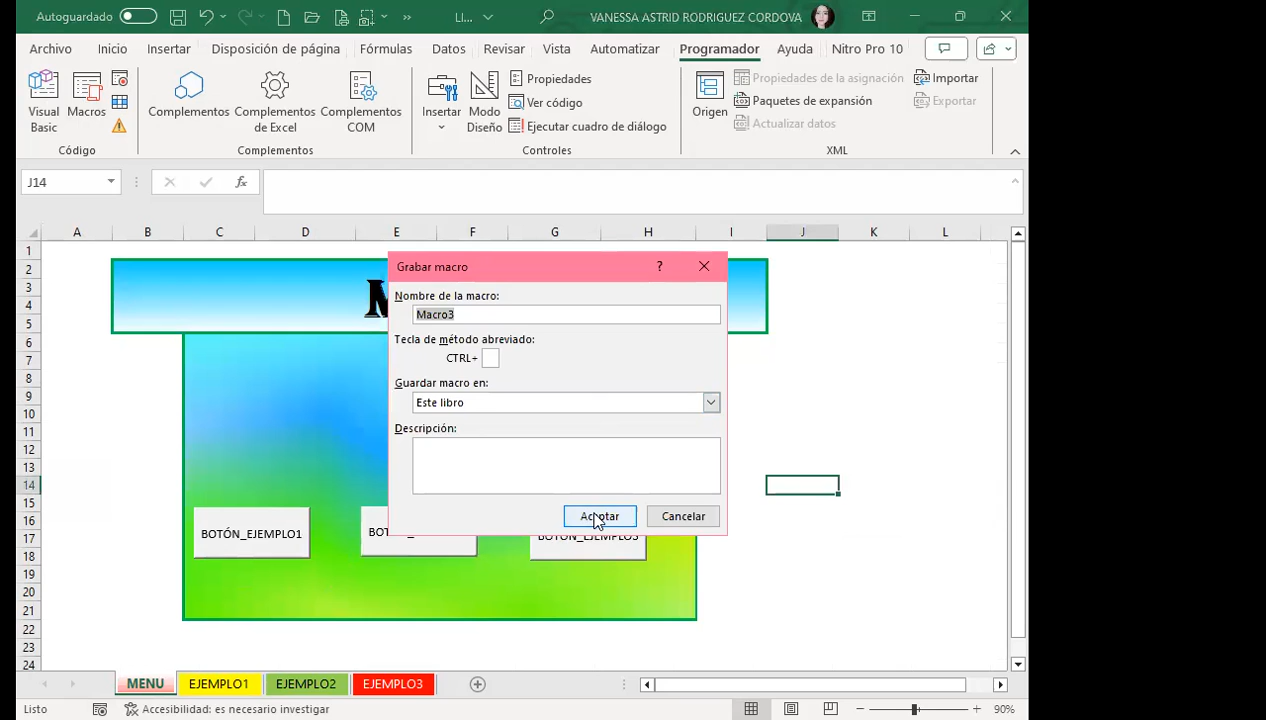 Autoguardado
LI...
VANESSA ASTRID RODRIGUEZ CORDOVA
Archivo Inicio Insertar Disposición de página Fórmulas Datos Revisar Vista Automatizar Programador Ayuda Nitro Pro 10
Visual Basic
Macros
Código
Complementos
Complementos de Excel
Complementos COM
Complementos
Insertar
Modo Diseño
Propiedades
Ver código
Ejecutar cuadro de diálogo
Controles
Origen
Propiedades de la asignación
Paquetes de expansión
Actualizar datos
Importar
Exportar
XML
J14
fx
A B C D E F G H I J K L
1
2
3
4
5
6
7
8
9
10
11
12
13
14
15
16
17
18
19
20
21
22
23
24
M
Grabar macro ?
Nombre de la macro:
Macro3
Tecla de método abreviado:
CTRL+
Guardar macro en:
Este libro
Descripción:
Aceptar Cancelar
BOTÓN_EJEMPLO1
BOT
BOTÓN_EJEMPLO3
MENU EJEMPLO1 EJEMPLO2 EJEMPLO3
Listo
Accesibilidad: es necesario investigar
90%